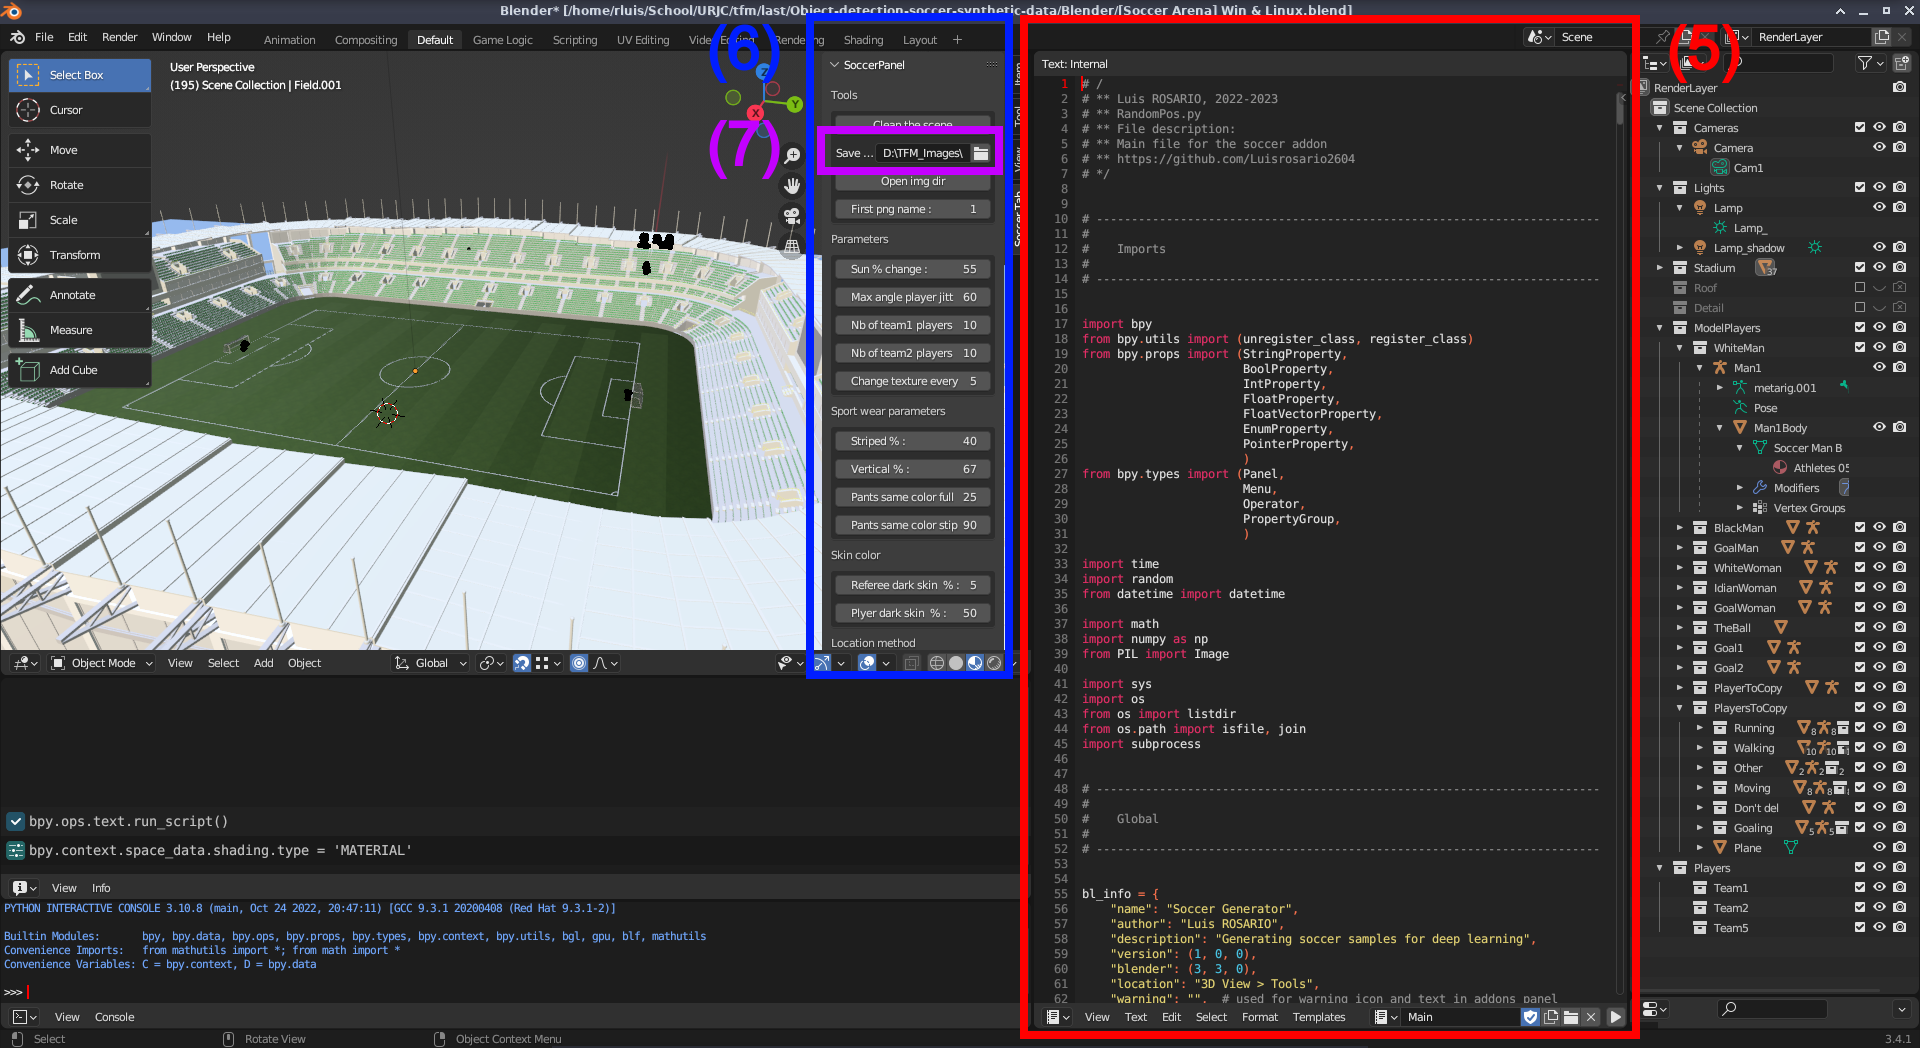 Blender* [/home/rluis/School/URJC/tfm/last/Object-detection-soccer-synthetic-data/Blender/[Soccer Arena] Win & Linux.blend]
File Edit Render Window Help Animation Compositing Default Game Logic Scripting UV Editing Video Editing Rendering Shading Layout +
Scene
RenderLayer
(6)
(5)
(7)
Select Box
Cursor
Move
Rotate
Scale
Transform
Annotate
Measure
Add Cube
User Perspective
(195) Scene Collection | Field.001
Z
Y
X
SoccerPanel
Tools
Clean the scene
Save ... D:\TFM_Images\
Open img dir
First png name : 1
Parameters
Sun % change : 55
Max angle player jitt 60
Nb of team1 players 10
Nb of team2 players 10
Change texture every 5
Sport wear parameters
Striped % : 40
Vertical % : 67
Pants same color full 25
Pants same color stip 90
Skin color
Referee dark skin % : 5
Plyer dark skin % : 50
Location method
Item
Tool
View
Soccer Tab
Object Mode View Select Add Object Global
bpy.ops.text.run_script()
bpy.context.space_data.shading.type = 'MATERIAL'
View Info
PYTHON INTERACTIVE CONSOLE 3.10.8 (main, Oct 24 2022, 20:47:11) [GCC 9.3.1 20200408 (Red Hat 9.3.1-2)]
Builtin Modules: bpy, bpy.data, bpy.ops, bpy.props, bpy.types, bpy.context, bpy.utils, bgl, gpu, blf, mathutils
Convenience Imports: from mathutils import *; from math import *
Convenience Variables: C = bpy.context, D = bpy.data
>>>
View Console
Select Rotate View Object Context Menu
Text: Internal
1 # /
2 # ** Luis ROSARIO, 2022-2023
3 # ** RandomPos.py
4 # ** File description:
5 # ** Main file for the soccer addon
6 # ** https://github.com/Luisrosario2604
7 # */
8
9
10 # ------------------------------------------------------------------------
11 #
12 #    Imports
13 #
14 # ------------------------------------------------------------------------
15
16
17 import bpy
18 from bpy.utils import (unregister_class, register_class)
19 from bpy.props import (StringProperty,
20 BoolProperty,
21 IntProperty,
22 FloatProperty,
23 FloatVectorProperty,
24 EnumProperty,
25 PointerProperty,
26 )
27 from bpy.types import (Panel,
28 Menu,
29 Operator,
30 PropertyGroup,
31 )
32
33 import time
34 import random
35 from datetime import datetime
36
37 import math
38 import numpy as np
39 from PIL import Image
40
41 import sys
42 import os
43 from os import listdir
44 from os.path import isfile, join
45 import subprocess
46
47
48 # ------------------------------------------------------------------------
49 #
50 #    Global
51 #
52 # ------------------------------------------------------------------------
53
54
55 bl_info = {
56 "name": "Soccer Generator",
57 "author": "Luis ROSARIO",
58 "description": "Generating soccer samples for deep learning",
59 "version": (1, 0, 0),
60 "blender": (3, 3, 0),
61 "location": "3D View > Tools",
62 "warning": "",  # used for warning icon and text in addons panel
View Text Edit Select Format Templates Main
RenderLayer
Scene Collection
Cameras
Camera
Cam1
Lights
Lamp
Lamp_
Lamp_shadow
Stadium 37
Roof
Detail
ModelPlayers
WhiteMan
Man1
metarig.001
Pose
Man1Body
Soccer Man B
Athletes 05
Modifiers
Vertex Groups
BlackMan
GoalMan
WhiteWoman
IdianWoman
GoalWoman
TheBall
Goal1
Goal2
PlayerToCopy
PlayersToCopy
Running 8 8
Walking 10 10
Other 2 2 2
Moving 8 8
Don't del
Goaling 5 5
Plane
Players
Team1
Team2
Team5
3.4.1